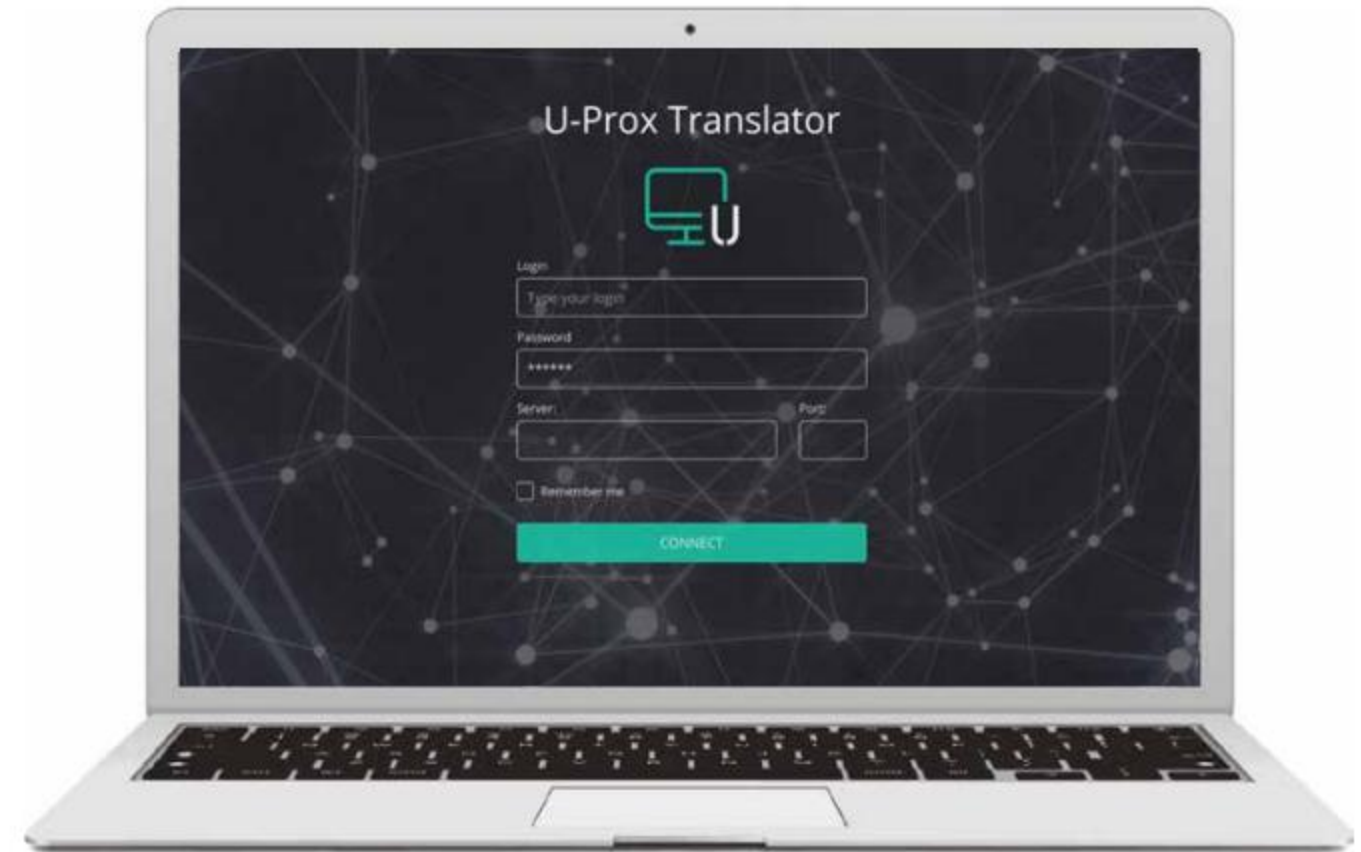 U-Prox Translator
U
Login
Type your login
Password
******
Server:
Port:
Remember me
CONNECT